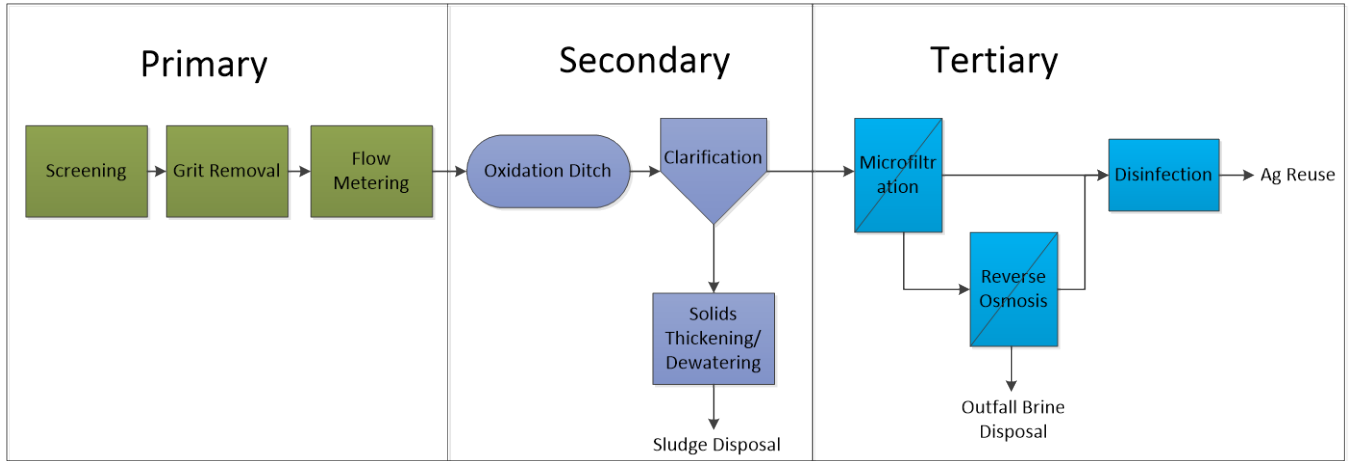 Primary
Secondary
Tertiary
Screening
Grit Removal
Flow
Metering
Oxidation Ditch
Clarification
Solids
Thickening/
Dewatering
Sludge Disposal
Microfiltr
ation
Reverse
Osmosis
Outfall Brine
Disposal
Disinfection
Ag Reuse